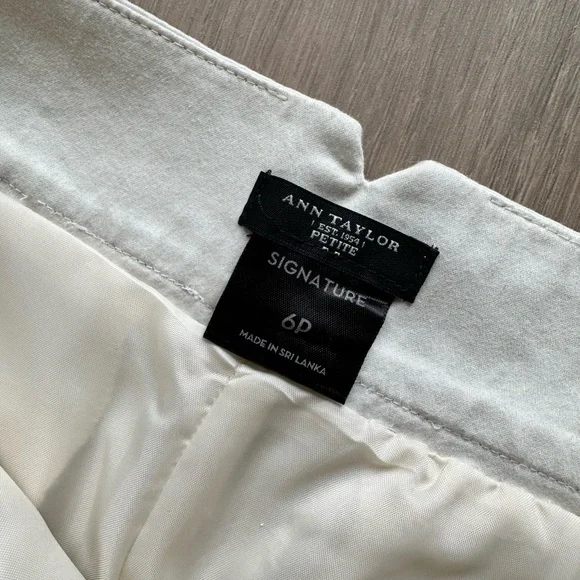 ANN TAYLOR
| EST. 1954 |
PETITE
SIGNATURE
6P
MADE IN SRI LANKA